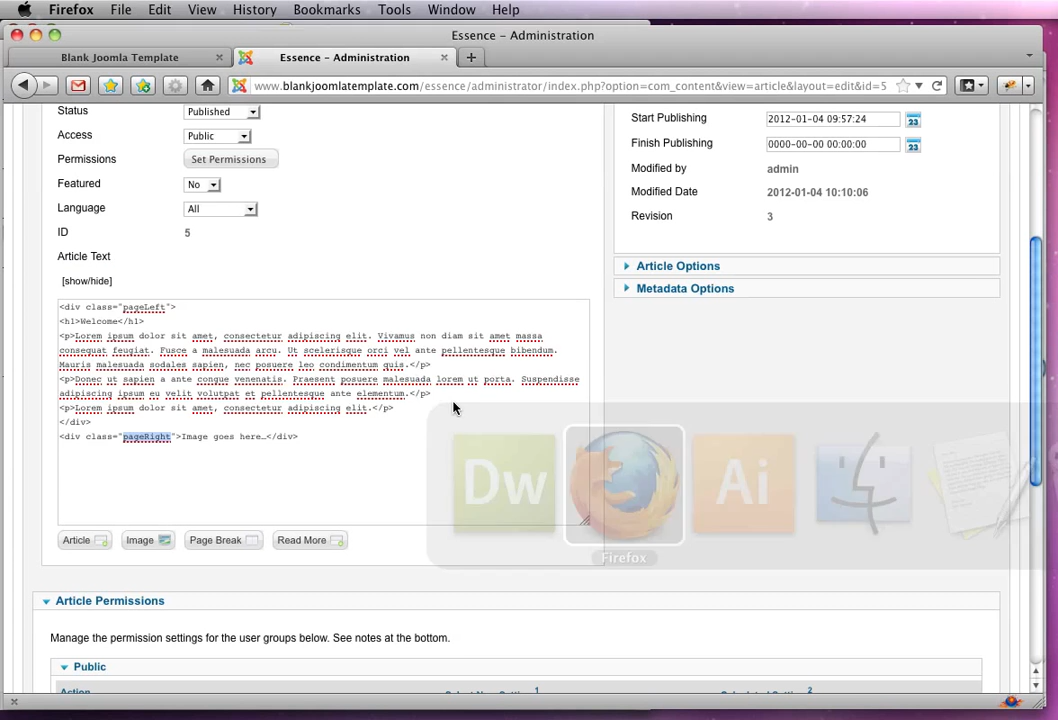 Firefox File Edit View History Bookmarks Tools Window Help
Essence – Administration
Blank Joomla Template × Essence – Administration × +
www.blankjoomlatemplate.com/essence/administrator/index.php?option=com_content&view=article&layout=edit&id=5
Status Published
Access Public
Permissions Set Permissions
Featured No
Language All
ID 5
Article Text
[show/hide]
<div class="pageLeft">
<h1>Welcome</h1>
<p>Lorem ipsum dolor sit amet, consectetur adipiscing elit. Vivamus non diam sit amet massa
consequat feugiat. Fusce a malesuada arcu. Ut scelerisque orci vel ante pellentesque bibendum.
Mauris malesuada sodales sapien, nec posuere leo condimentum quis.</p>
<p>Donec ut sapien a ante congue venenatis. Praesent posuere malesuada lorem ut porta. Suspendisse
adipiscing ipsum eu velit volutpat et pellentesque ante elementum.</p>
<p>Lorem ipsum dolor sit amet, consectetur adipiscing elit.</p>
</div>
<div class="pageRight">Image goes here…</div>
Article Image Page Break Read More
Start Publishing 2012-01-04 09:57:24 23
Finish Publishing 0000-00-00 00:00:00 23
Modified by admin
Modified Date 2012-01-04 10:10:06
Revision 3
Article Options
Metadata Options
Dw Ai
Firefox
Article Permissions
Manage the permission settings for the user groups below. See notes at the bottom.
Public
Action
1
2